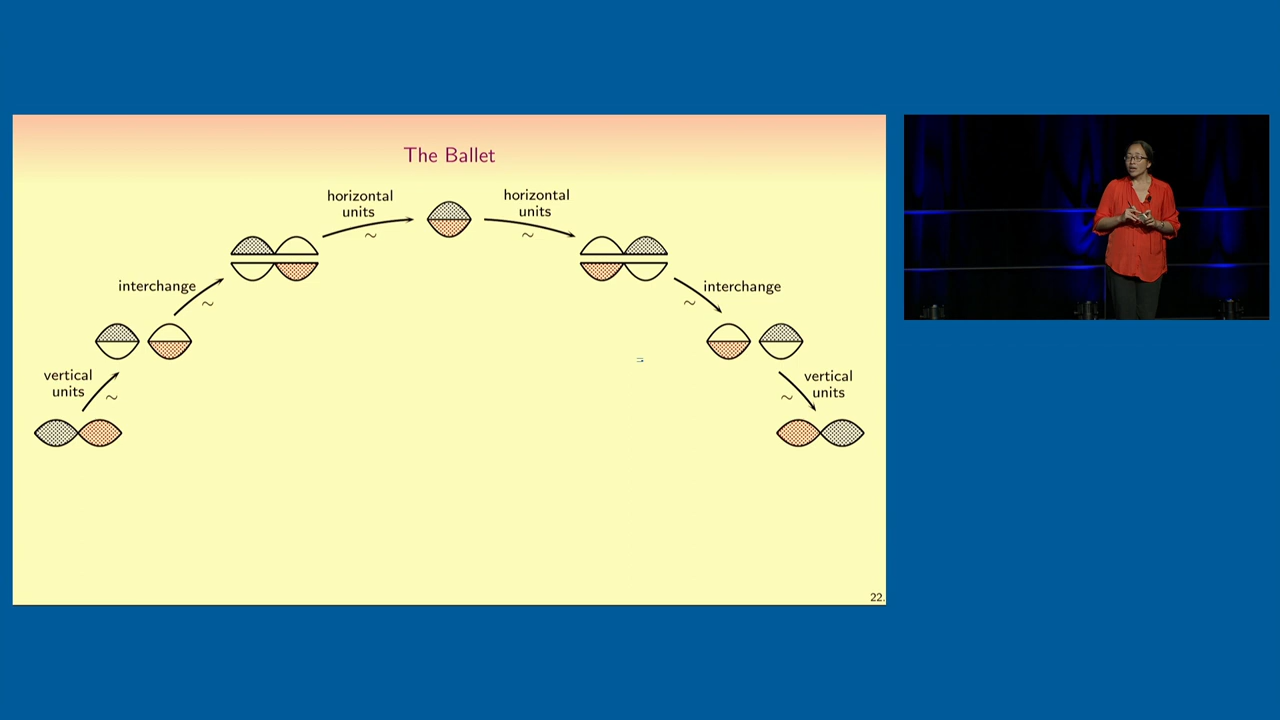 The Ballet
horizontal
units
~
horizontal
units
~
interchange
~
interchange
~
vertical
units
~
vertical
units
~
22.